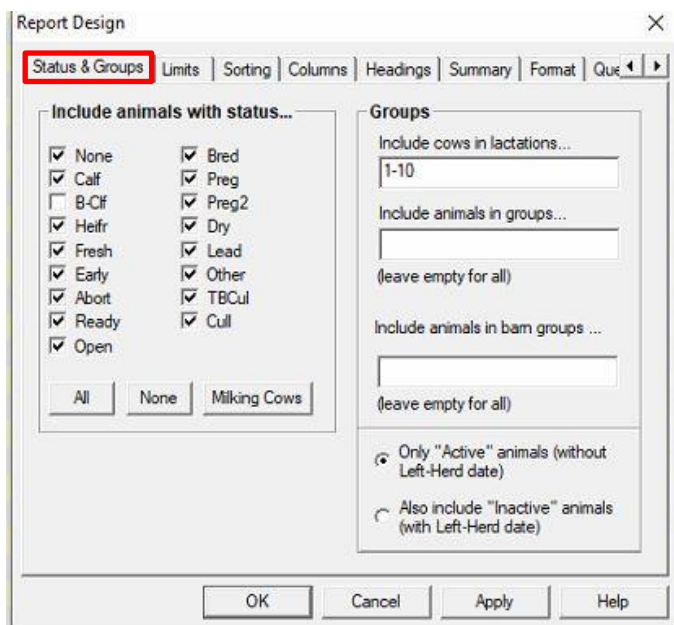 Report Design
Status & Groups Limits Sorting Columns Headings Summary Format
Include animals with status...
None
Calf
B-Clf
Heifr
Fresh
Early
Abort
Ready
Open
Bred
Preg
Preg2
Dry
Lead
Other
TBCul
Cull
All None Milking Cows
Groups
Include cows in lactations...
1-10
Include animals in groups...
(leave empty for all)
Include animals in barn groups ...
(leave empty for all)
Only "Active" animals (without
Left-Herd date)
Also include "Inactive" animals
(with Left-Herd date)
OK Cancel Apply Help